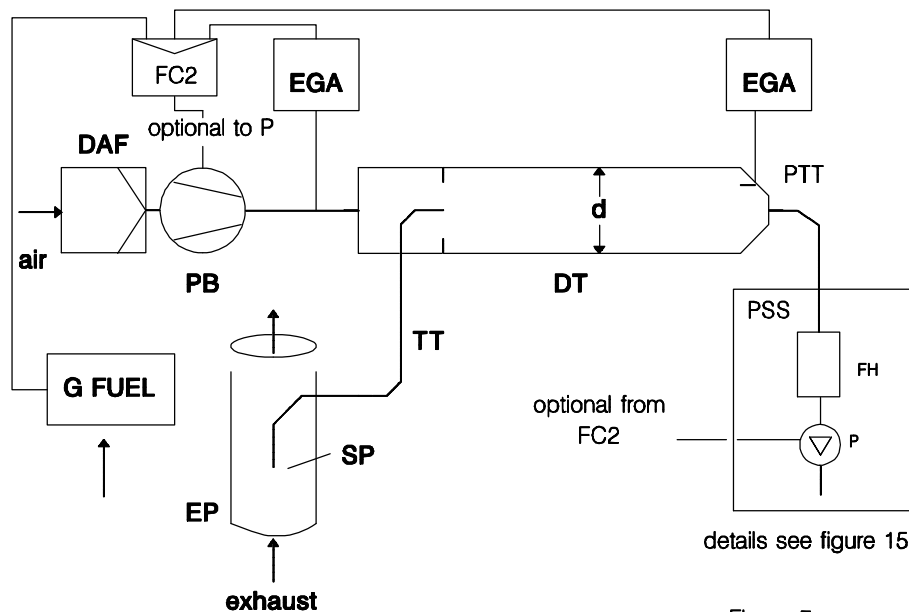 FC2
EGA
EGA
optional to P
DAF
PTT
d
air
PB
DT
PSS
TT
FH
G FUEL
optional from
FC2
P
SP
EP
details see figure 15
exhaust